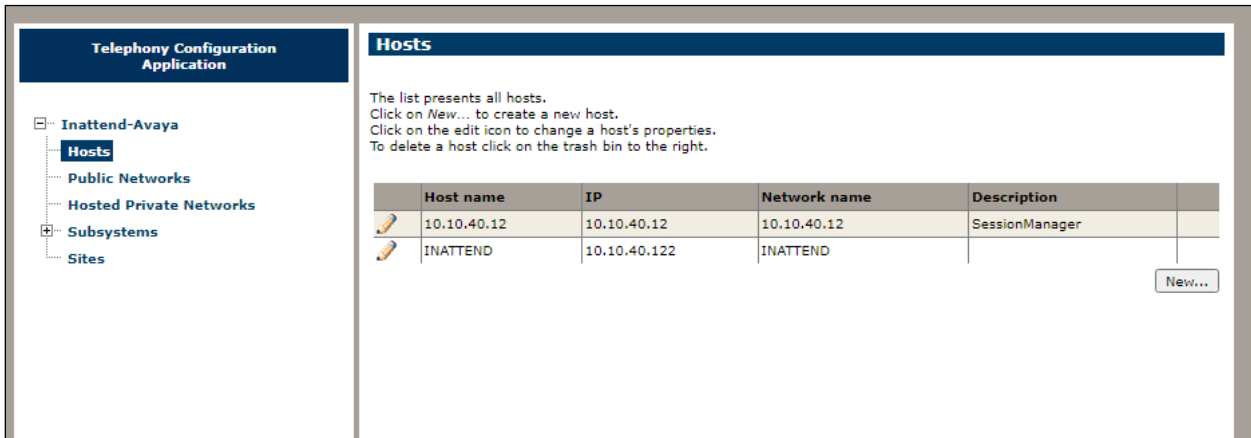 Telephony Configuration
Application
Inattend-Avaya
Hosts
Public Networks
Hosted Private Networks
Subsystems
Sites
Hosts
The list presents all hosts.
Click on New... to create a new host.
Click on the edit icon to change a host's properties.
To delete a host click on the trash bin to the right.
Host name IP Network name Description
10.10.40.12 10.10.40.12 10.10.40.12 SessionManager
INATTEND 10.10.40.122 INATTEND
New...